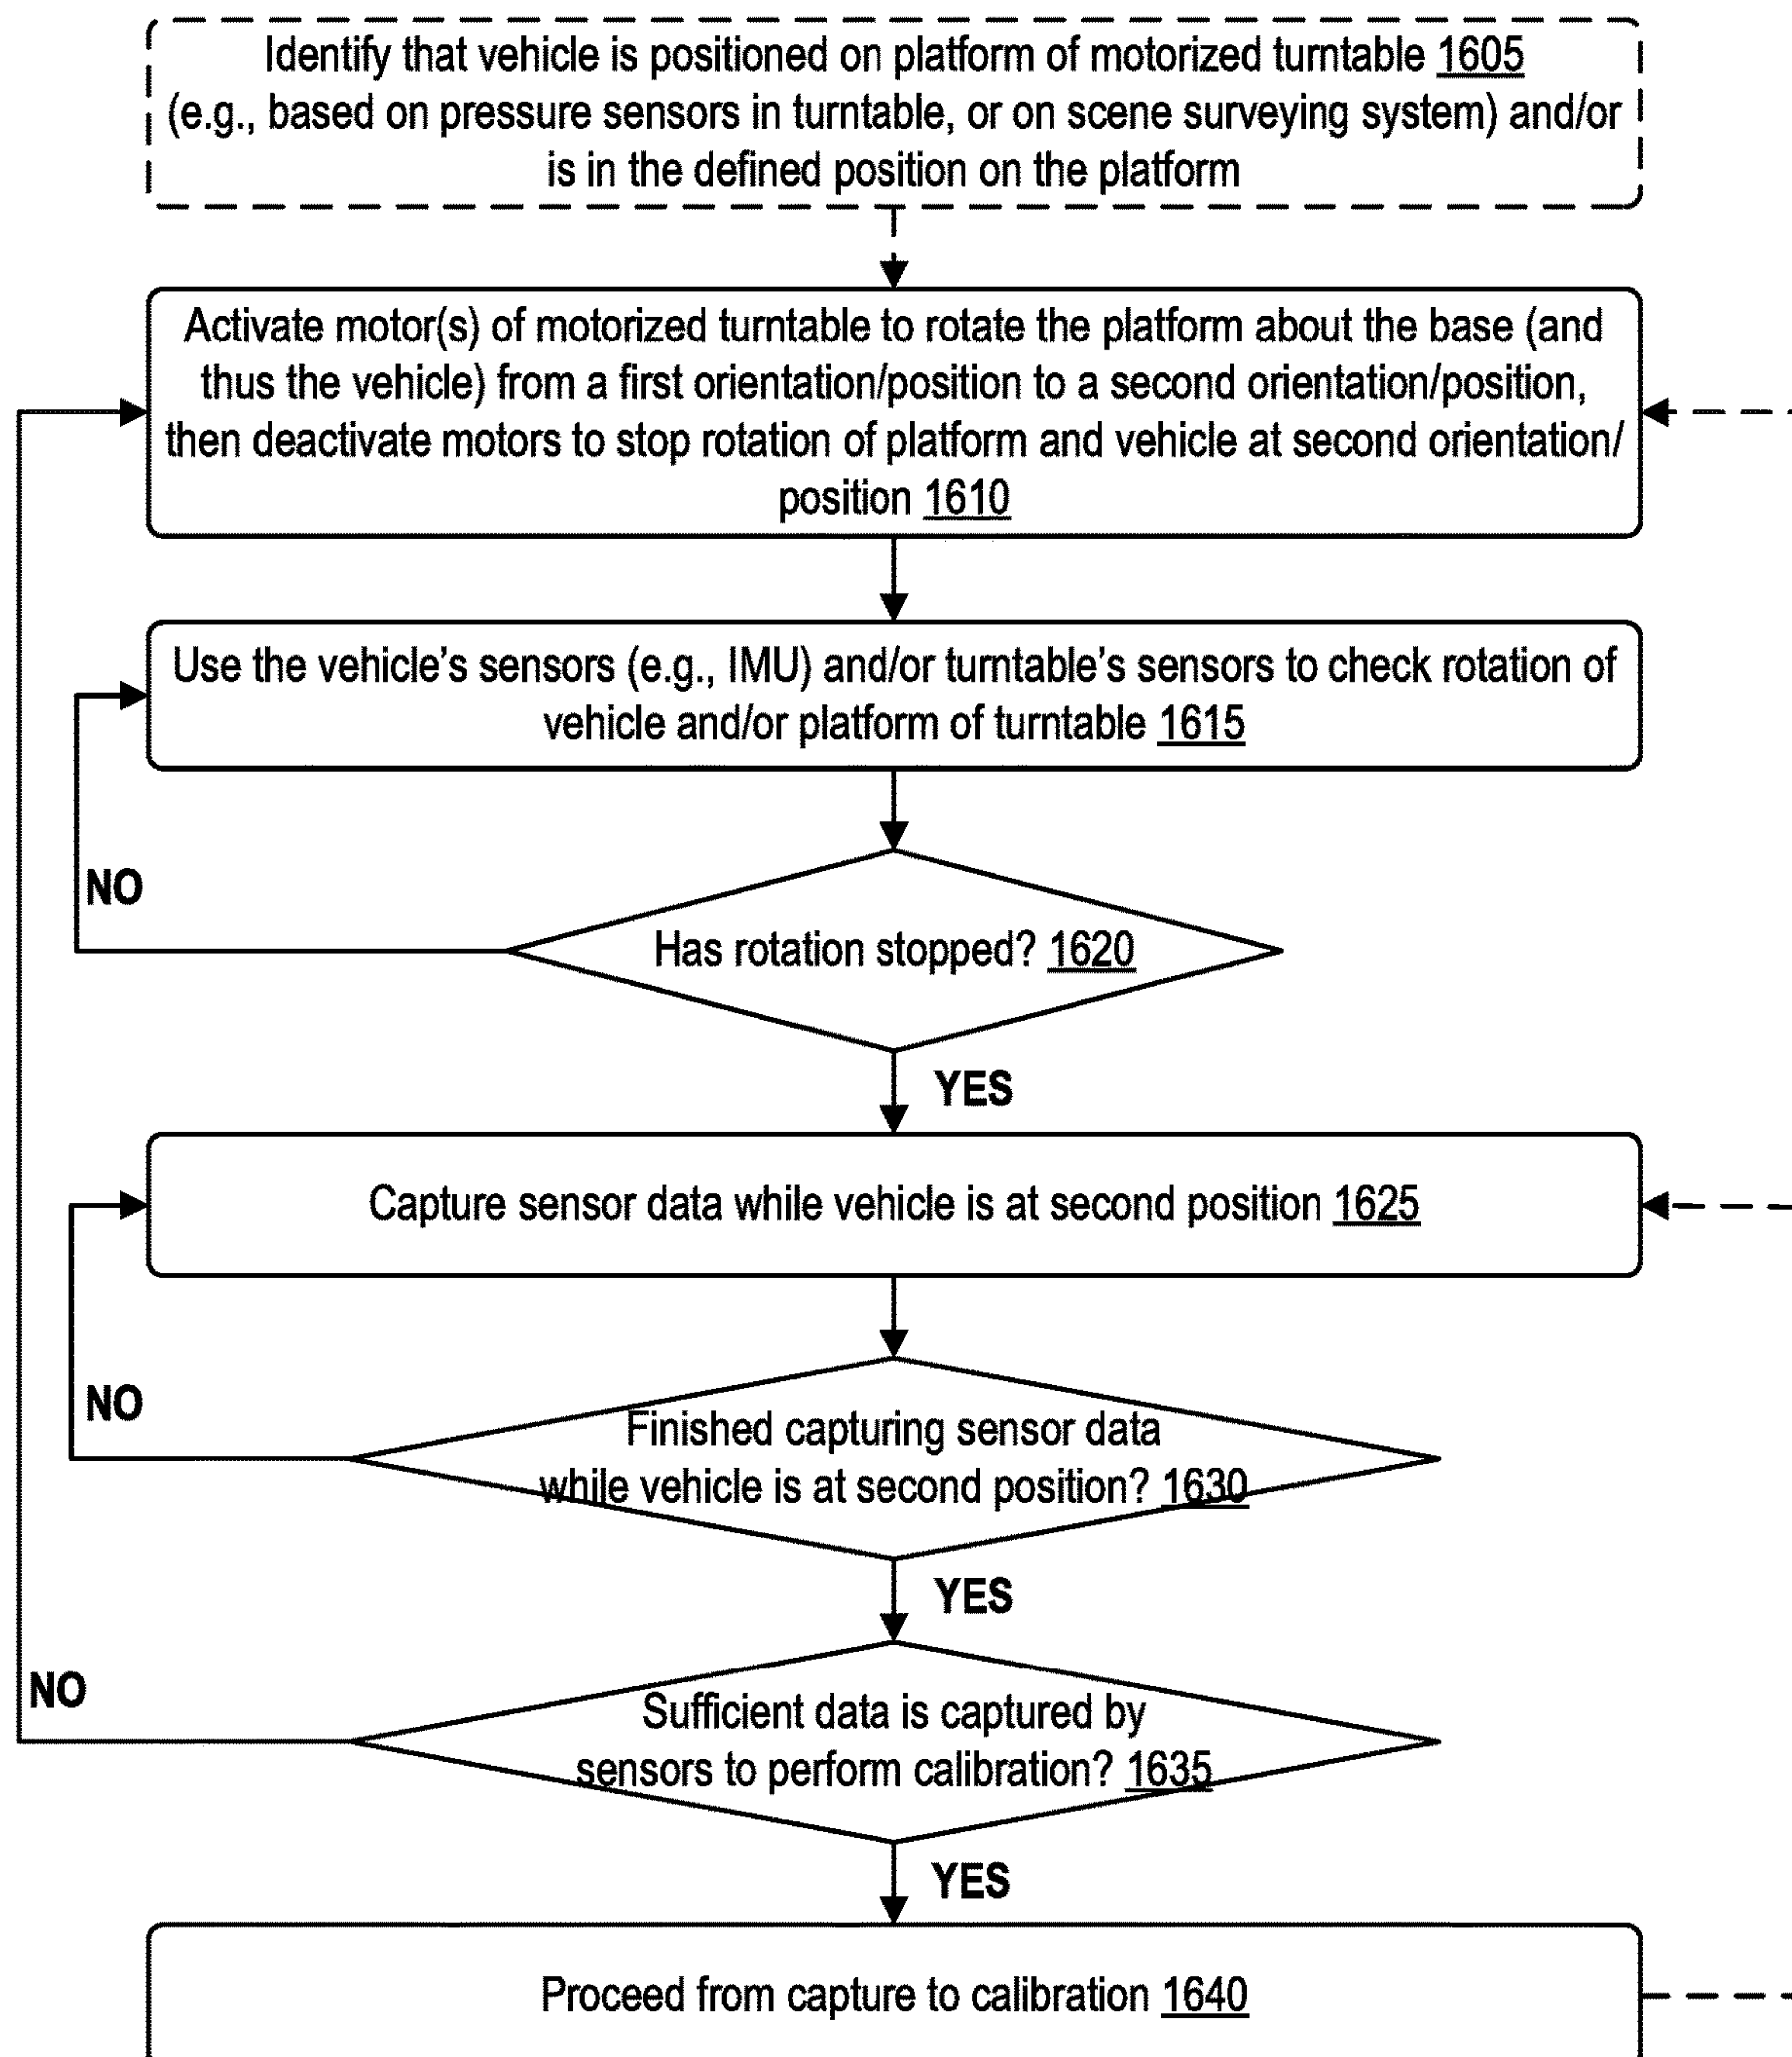 Identify that vehicle is positioned on platform of motorized turntable 1605
(e.g., based on pressure sensors in turntable, or on scene surveying system) and/or
is in the defined position on the platform
Activate motor(s) of motorized turntable to rotate the platform about the base (and
thus the vehicle) from a first orientation/position to a second orientation/position,
then deactivate motors to stop rotation of platform and vehicle at second orientation/
position 1610
Use the vehicle's sensors (e.g., IMU) and/or turntable's sensors to check rotation of
vehicle and/or platform of turntable 1615
NO
Has rotation stopped? 1620
YES
Capture sensor data while vehicle is at second position 1625
NO
Finished capturing sensor data
while vehicle is at second position? 1630
YES
NO
Sufficient data is captured by
sensors to perform calibration? 1635
YES
Proceed from capture to calibration 1640